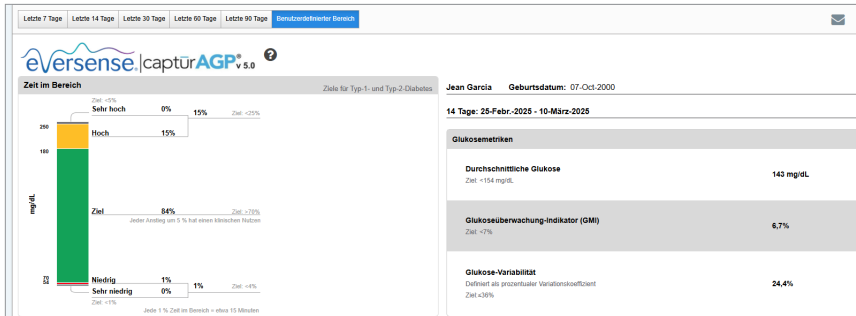 Letzte 7 Tage Letzte 14 Tage Letzte 30 Tage Letzte 60 Tage Letzte 90 Tage Benutzerdefinierter Bereich
eversense. | captürAGP® v 5.0 ?
Zeit im Bereich Ziele für Typ-1- und Typ-2-Diabetes
Ziel: <5%
Sehr hoch 0%
15% Ziel: <25%
250
Hoch 15%
180
mg/dL
Ziel 84% Ziel: >70%
Jeder Anstieg um 5 % hat einen klinischen Nutzen
70
54
Niedrig 1%
1% Ziel: <4%
Sehr niedrig 0%
Ziel: <1%
Jede 1 % Zeit im Bereich = etwa 15 Minuten
Jean Garcia Geburtsdatum: 07-Oct-2000
14 Tage: 25-Febr.-2025 - 10-März-2025
Glukosemetriken
Durchschnittliche Glukose
143 mg/dL
Ziel: <154 mg/dL
Glukoseüberwachung-Indikator (GMI)
6,7%
Ziel: <7%
Glukose-Variabilität
Definiert als prozentualer Variationskoeffizient
24,4%
Ziel ≤36%